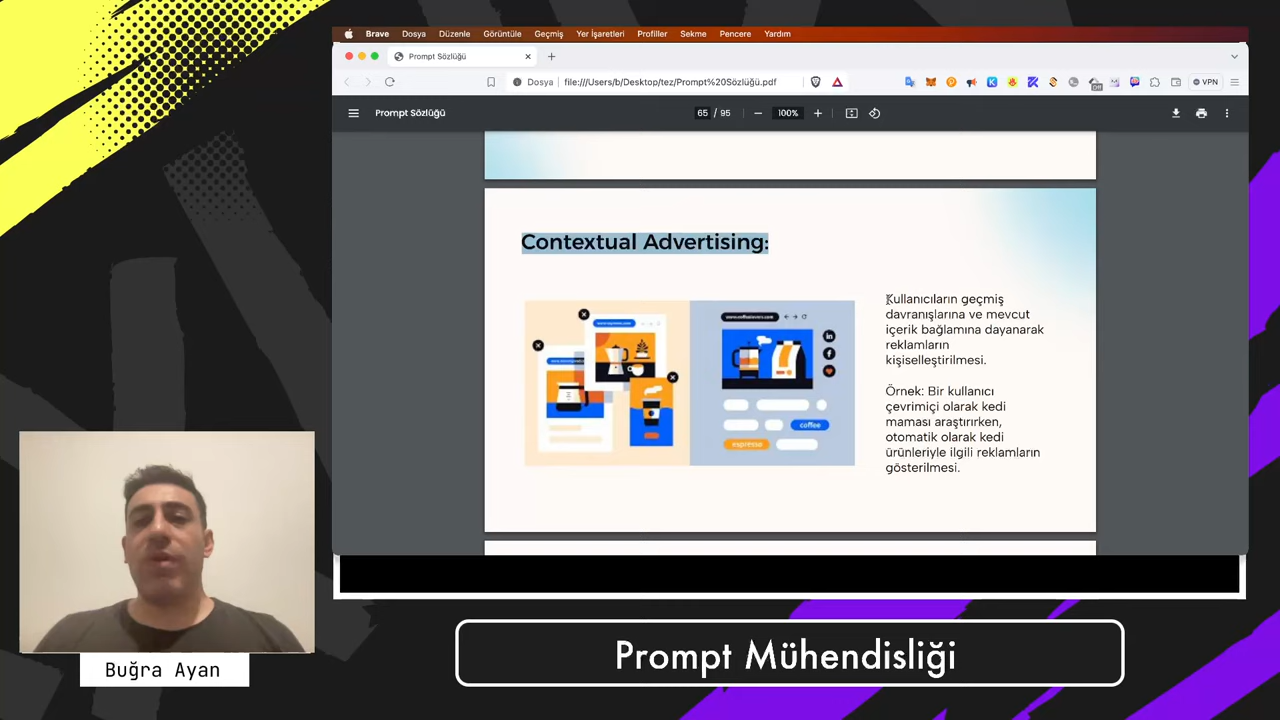 Brave Dosya Düzenle Görüntüle Geçmiş Yer İşaretleri Profiller Sekme Pencere Yardım
Prompt Sözlüğü
Dosya file:///Users/b/Desktop/tez/Prompt%20Sözlüğü.pdf
Off
VPN
Prompt Sözlüğü
65 / 95
100%
Contextual Advertising:
Kullanıcıların geçmiş
davranışlarına ve mevcut
içerik bağlamına dayanarak
reklamların
kişiselleştirilmesi.
Örnek: Bir kullanıcı
çevrimiçi olarak kedi
maması araştırırken,
otomatik olarak kedi
ürünleriyle ilgili reklamların
gösterilmesi.
coffee
espresso
Buğra Ayan
Prompt Mühendisliği